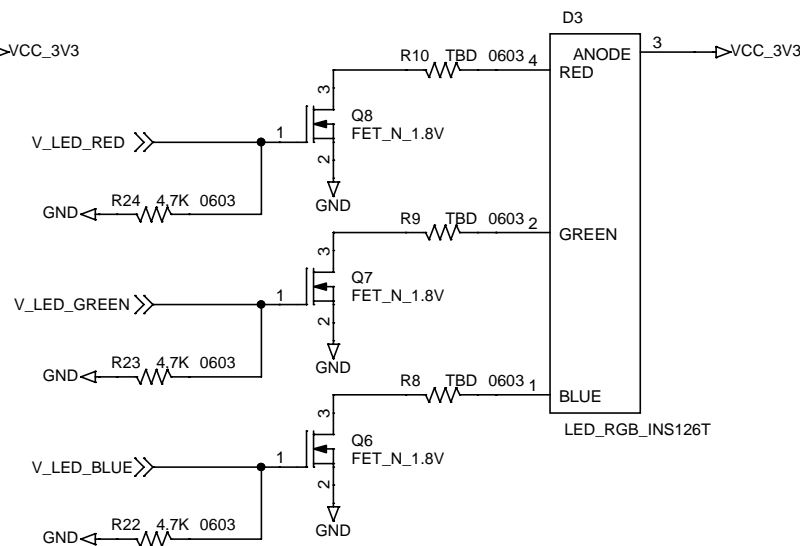 D3
VCC_3V3
R10 TBD 0603 4
ANODE 3
VCC_3V3
RED
3
Q8
FET_N_1.8V
V_LED_RED
1
2
GND
R24 4.7K 0603
GND
R9 TBD 0603 2
GREEN
3
Q7
FET_N_1.8V
V_LED_GREEN
1
2
GND
R23 4.7K 0603
GND
R8 TBD 0603 1
BLUE
3
LED_RGB_INS126T
Q6
FET_N_1.8V
V_LED_BLUE
1
2
GND
R22 4.7K 0603
GND